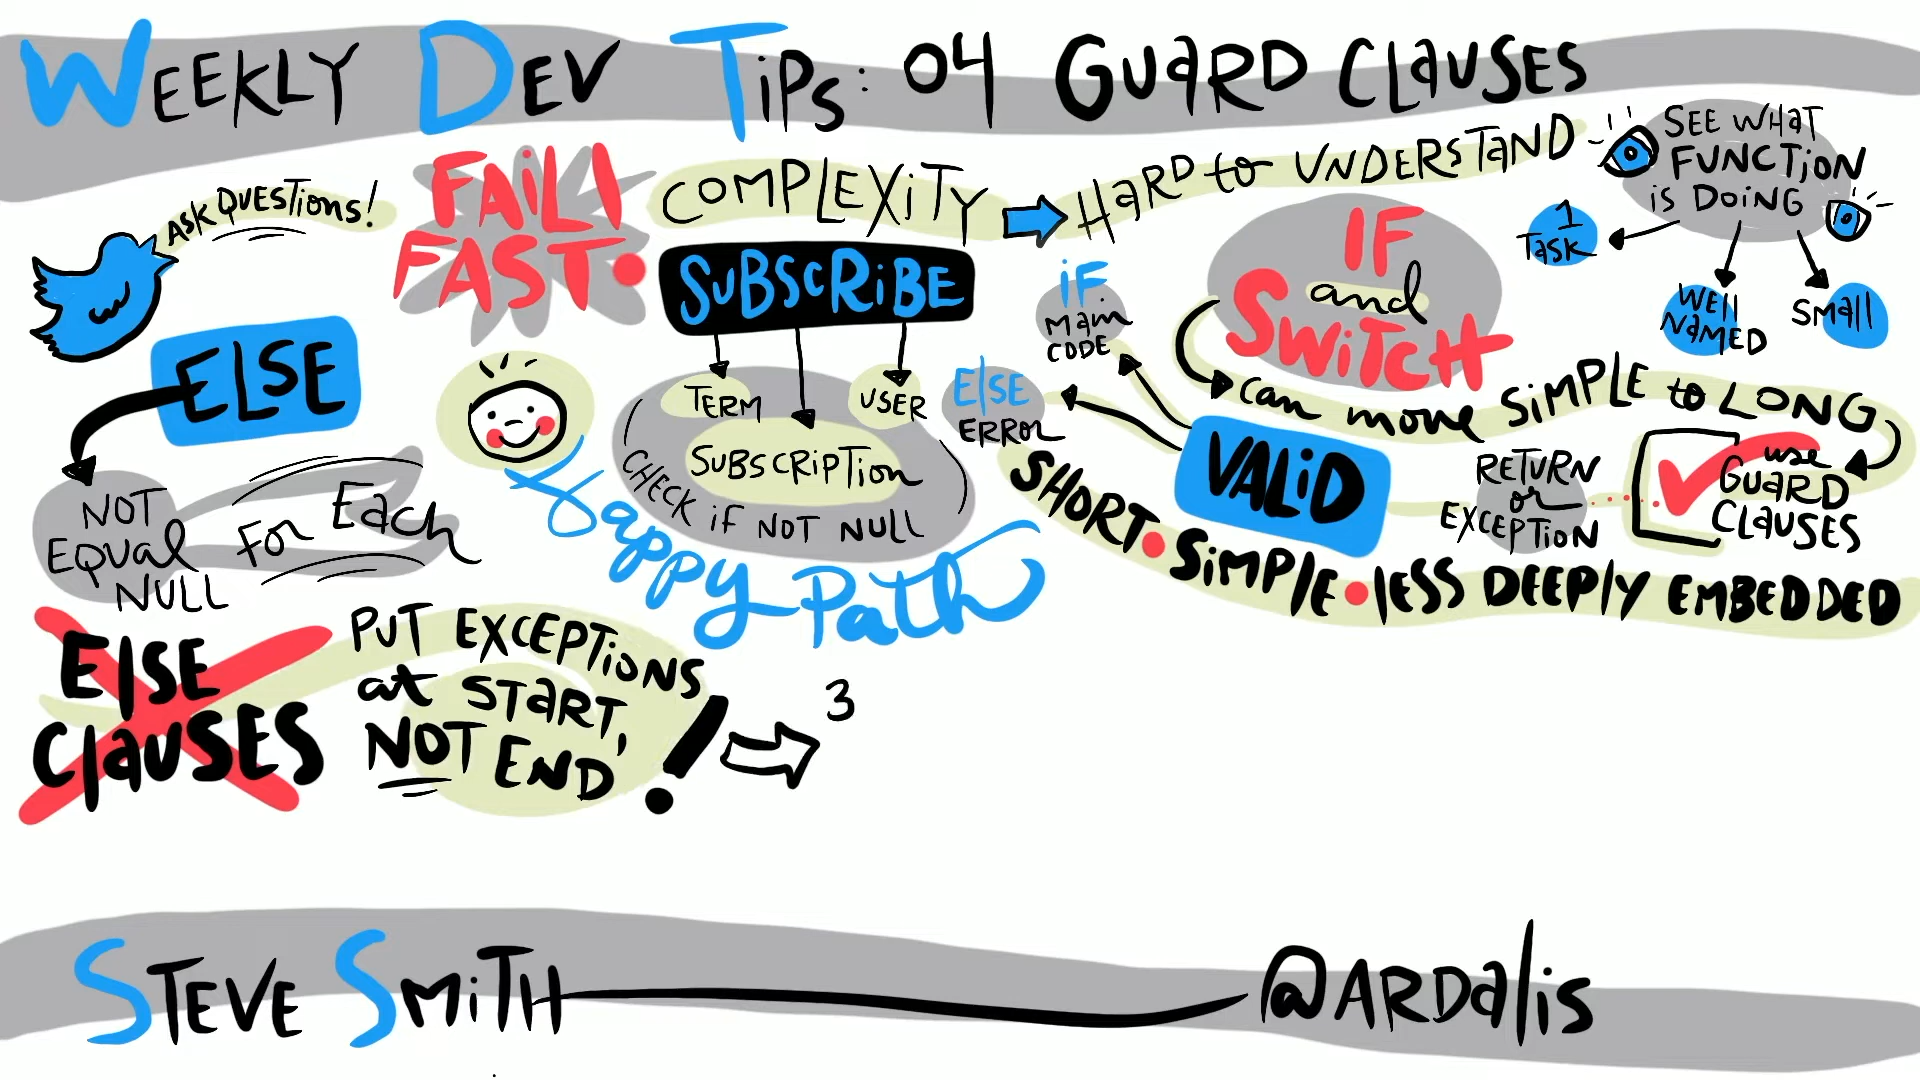 WEEKLY DEV TIPS: 04 GUARD CLAUSES
ASK QUESTIONS!
FAIL!
FAST.
COMPLEXITY
HARD to UNDERSTAND
SEE WHAT
FUNCTION
IS DOING
1
TASK
WELL
NAMED
SMALL
SUBSCRIBE
TERM
USER
SUBSCRIPTION
CHECK IF NOT NULL
IF
main
CODE
ELSE
ERROR
IF
and
SWITCH
can move SIMPLE to LONG
VALID
RETURN
or
EXCEPTION
use
GUARD
CLAUSES
SHORT • SIMPLE • LESS DEEPLY EMBEDDED
ELSE
NOT
EQUAL
NULL
FOR EACH
Happy Path
ELSE
CLAUSES
PUT EXCEPTIONS
at START,
NOT END!
3
STEVE SMITH
@ARDALIS